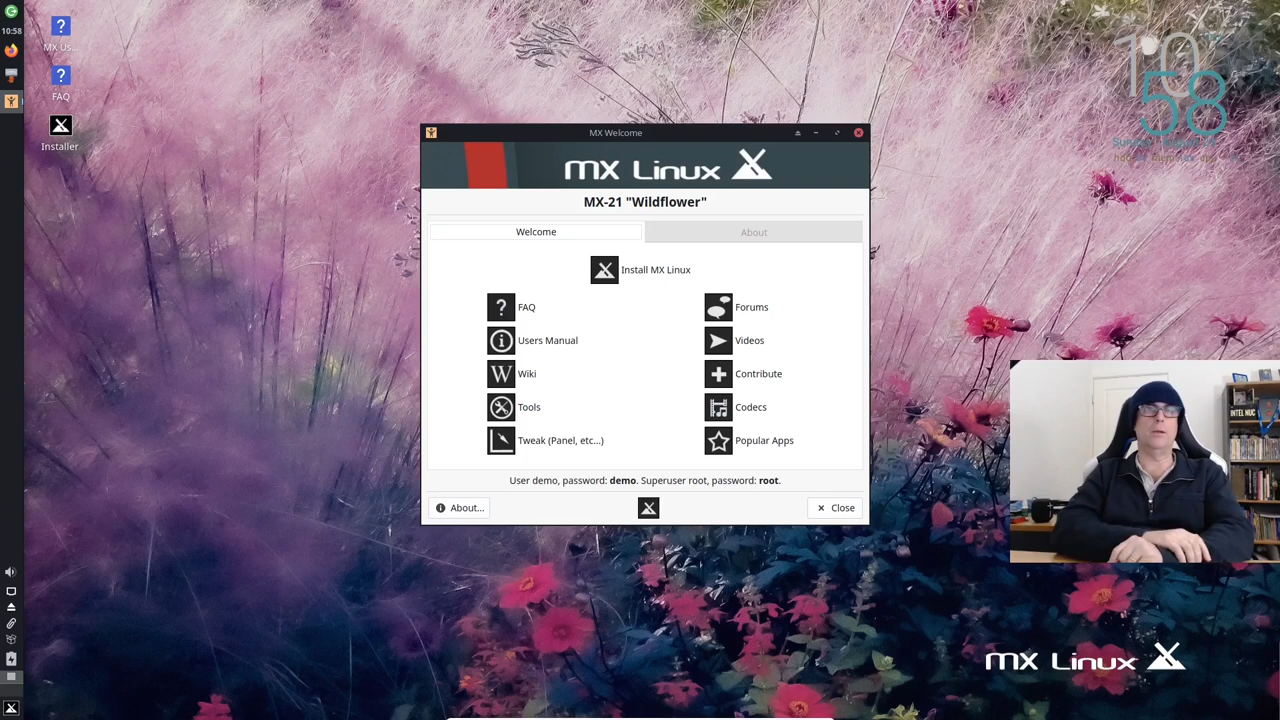 10:58
MX Us...
FAQ
Installer
10
58
MX Welcome
MX Linux
MX-21 "Wildflower"
Welcome
About
Install MX Linux
FAQ
Forums
Users Manual
Videos
Wiki
Contribute
Tools
Codecs
Tweak (Panel, etc...)
Popular Apps
User demo, password: demo. Superuser root, password: root.
About...
Close
INTEL NUC
MX Linux